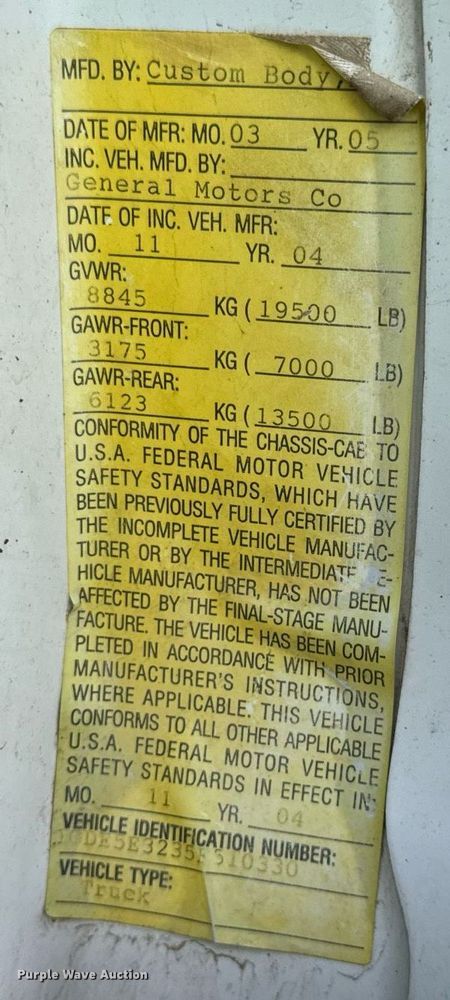 MFD. BY: Custom Body
DATE OF MFR: MO. 03 YR. 05
INC. VEH. MFD. BY:
General Motors Co
DATE OF INC. VEH. MFR:
MO. 11 YR. 04
GVWR:
8845 KG ( 19500 LB)
GAWR-FRONT:
3175 KG ( 7000 LB)
GAWR-REAR:
6123 KG ( 13500 LB)
CONFORMITY OF THE CHASSIS-CAB TO
U.S.A. FEDERAL MOTOR VEHICLE
SAFETY STANDARDS, WHICH HAVE
BEEN PREVIOUSLY FULLY CERTIFIED BY
THE INCOMPLETE VEHICLE MANUFAC-
TURER OR BY THE INTERMEDIATE E-
HICLE MANUFACTURER, HAS NOT BEEN
AFFECTED BY THE FINAL-STAGE MANU-
FACTURE. THE VEHICLE HAS BEEN COM-
PLETED IN ACCORDANCE WITH PRIOR
MANUFACTURER'S INSTRUCTIONS,
WHERE APPLICABLE. THIS VEHICLE
CONFORMS TO ALL OTHER APPLICABLE
U.S.A. FEDERAL MOTOR VEHICLE
SAFETY STANDARDS IN EFFECT IN:
MO. 11 YR. 04
VEHICLE IDENTIFICATION NUMBER:
VEHICLE TYPE:
Truck
Purple Wave Auction